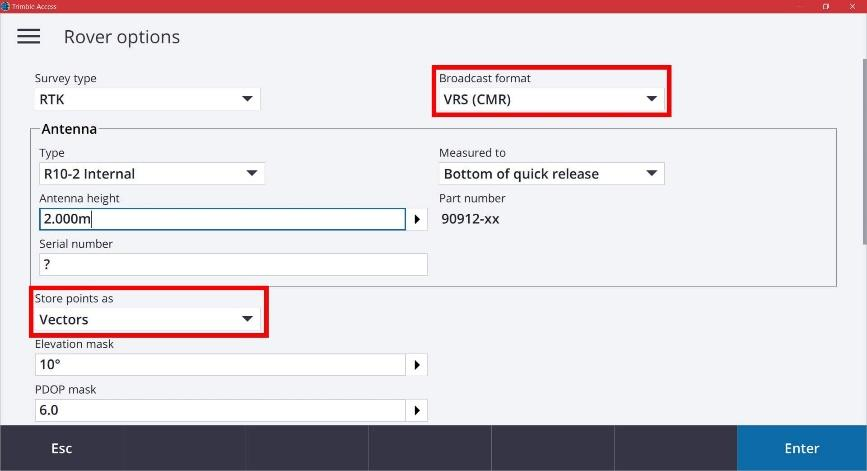 Trimble Access
Rover options
Survey type
RTK
Broadcast format
VRS (CMR)
Antenna
Type
R10-2 Internal
Measured to
Bottom of quick release
Antenna height
2.000m
Part number
90912-xx
Serial number
?
Store points as
Vectors
Elevation mask
10°
PDOP mask
6.0
Esc
Enter